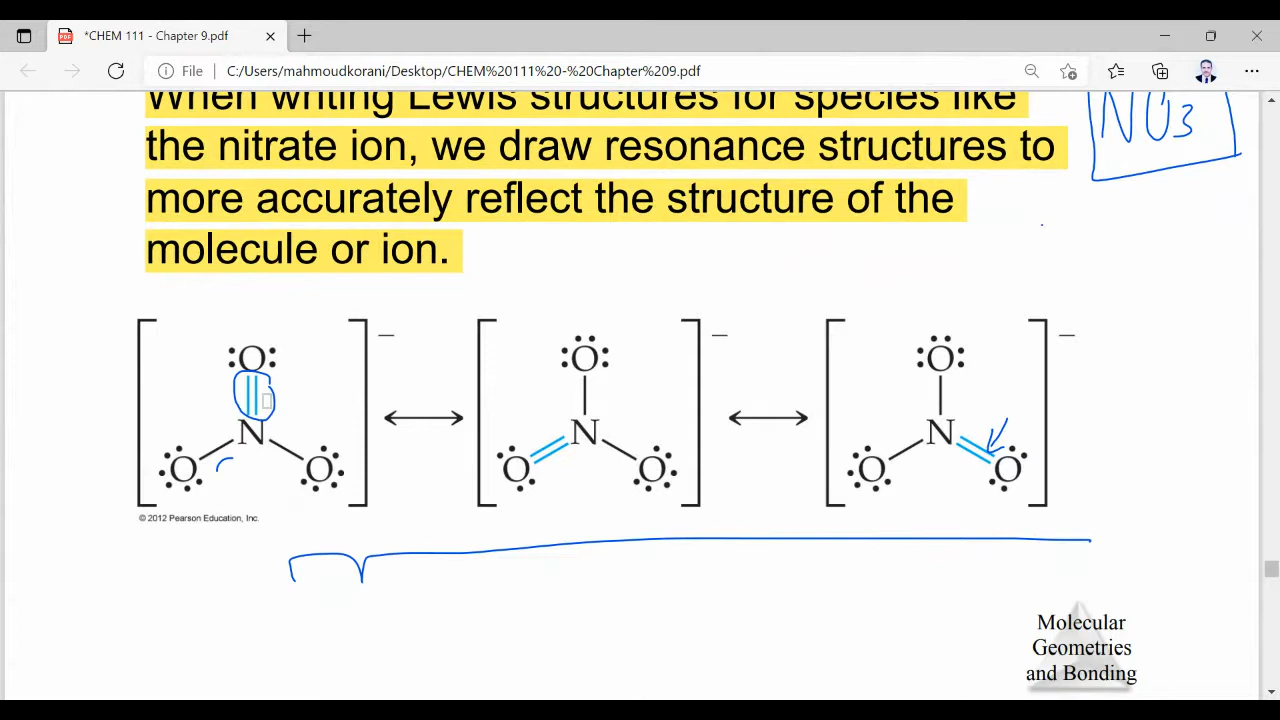 *CHEM 111 - Chapter 9.pdf
File C:/Users/mahmoudkorani/Desktop/CHEM%20111%20-%20Chapter%209.pdf
When writing Lewis structures for species like
the nitrate ion, we draw resonance structures to
more accurately reflect the structure of the
molecule or ion.
NO3
O O O
N N N
O O O O O O
© 2012 Pearson Education, Inc.
Molecular
Geometries
and Bonding